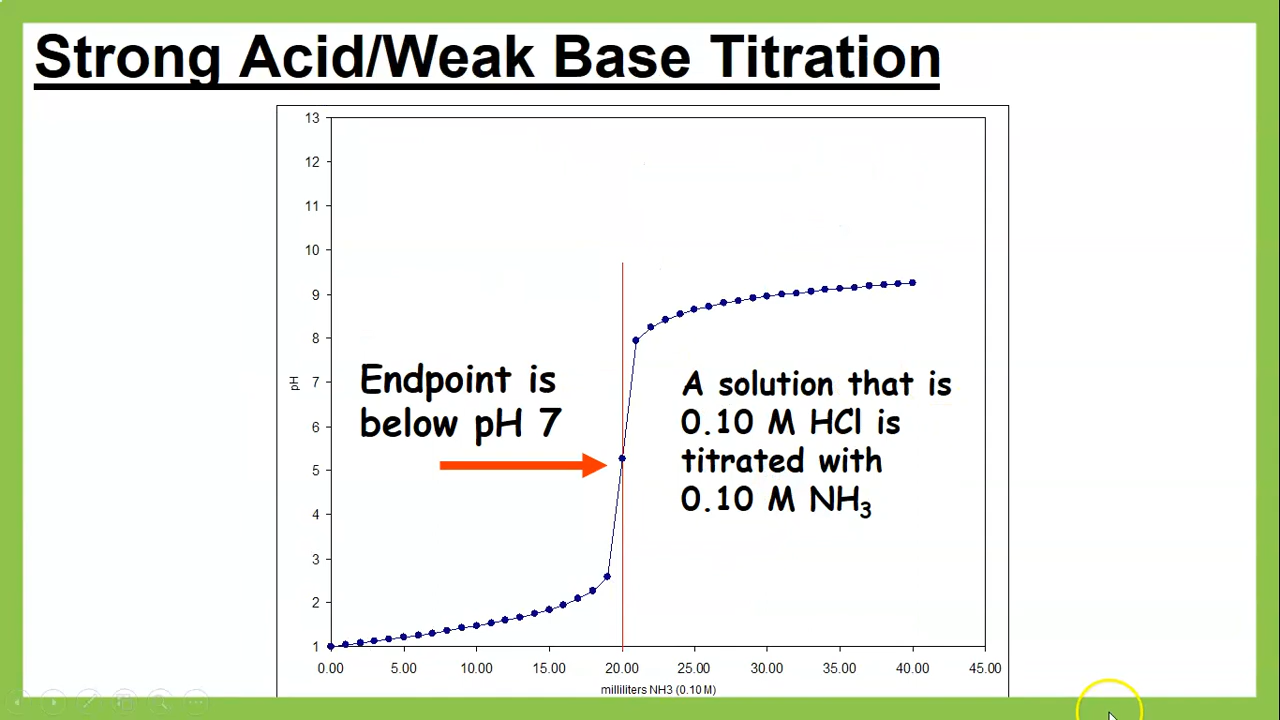 Strong Acid/Weak Base Titration
13
12
11
10
9
8
7
6
5
4
3
2
1
pH
Endpoint is
below pH 7
A solution that is
0.10 M HCl is
titrated with
0.10 M NH₃
0.00 5.00 10.00 15.00 20.00 25.00 30.00 35.00 40.00 45.00
milliliters NH3 (0.10 M)